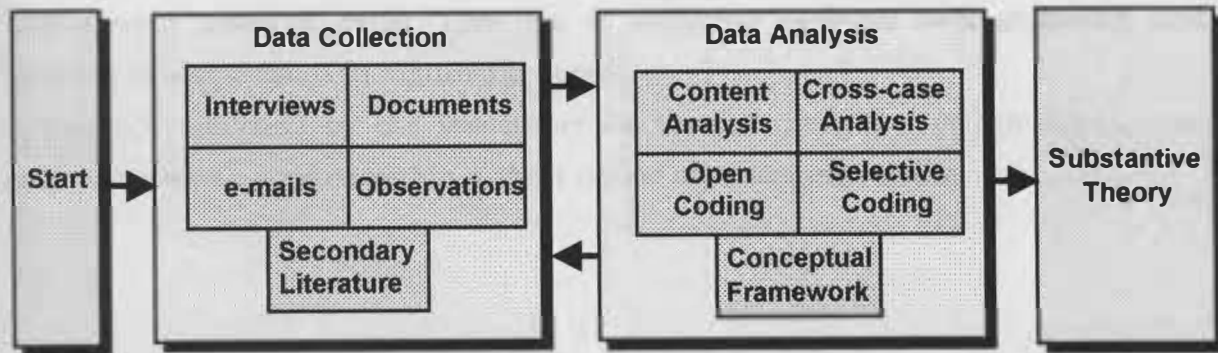 Start
Data Collection
Interviews
Documents
e-mails
Observations
Secondary
Literature
Data Analysis
Content
Analysis
Cross-case
Analysis
Open
Coding
Selective
Coding
Conceptual
Framework
Substantive
Theory